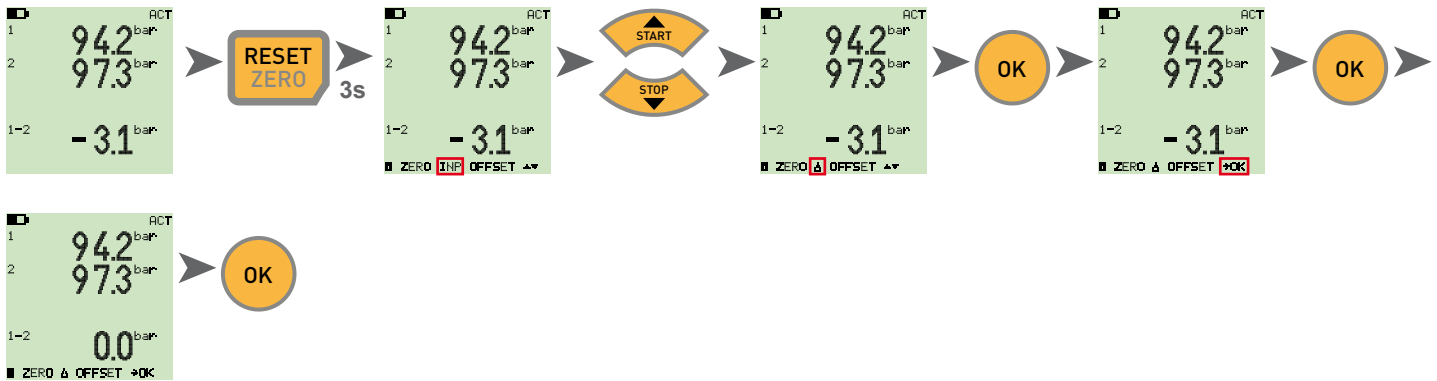 ACT
1 94.2 bar
2 97.3 bar
1-2 - 3.1 bar
RESET
ZERO
3s
ACT
1 94.2 bar
2 97.3 bar
1-2 - 3.1 bar
ZERO INP OFFSET ▲▼
START
STOP
ACT
1 94.2 bar
2 97.3 bar
1-2 - 3.1 bar
ZERO Δ OFFSET ▲▼
OK
ACT
1 94.2 bar
2 97.3 bar
1-2 - 3.1 bar
ZERO Δ OFFSET →OK
OK
ACT
1 94.2 bar
2 97.3 bar
1-2 0.0 bar
ZERO Δ OFFSET →OK
OK